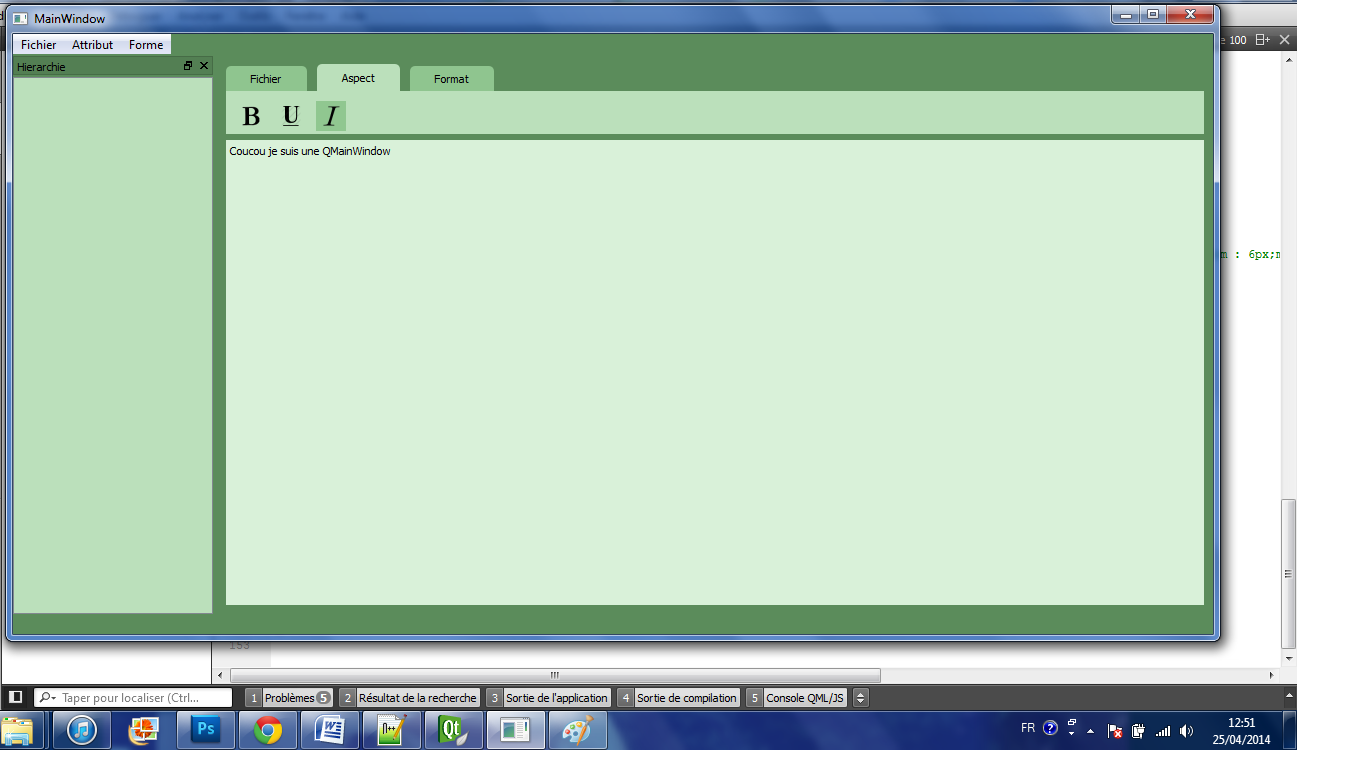 MainWindow
Fichier Attribut Forme
100
Hierarchie
Fichier Aspect Format
B U I
Coucou je suis une QMainWindow
: 6px;
153
Taper pour localiser (Ctrl...
1 Problèmes 5
2 Résultat de la recherche
3 Sortie de l'application
4 Sortie de compilation
5 Console QML/JS
Ps
Qt
FR
12:51
25/04/2014